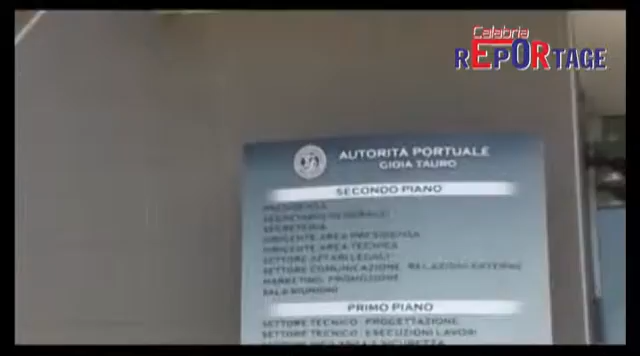 Calabria
REPORTAGE
AUTORITÀ PORTUALE
GIOIA TAURO
SECONDO PIANO
PRESIDENZA
SEGRETARIO GENERALE
SEGRETERIA
DIRIGENTE AREA PRESIDENZA
DIRIGENTE AREA TECNICA
SETTORE AFFARI LEGALI
SETTORE COMUNICAZIONE - RELAZIONI ESTERNE
MARKETING, PROMOZIONE
SALA RIUNIONI
PRIMO PIANO
SETTORE TECNICO - PROGETTAZIONE
SETTORE TECNICO - ESECUZIONI LAVORI